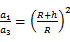 a₁/a₃ = ((R+h)/R)²